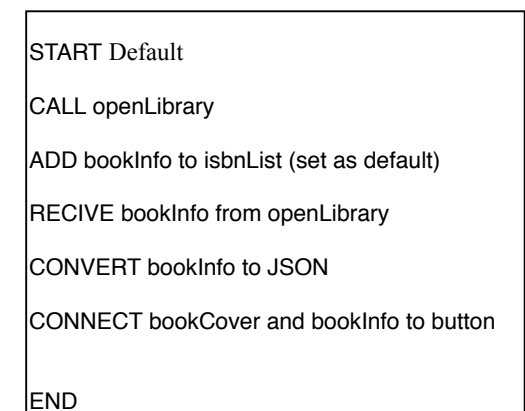 START Default
CALL openLibrary
ADD bookInfo to isbnList (set as default)
RECIVE bookInfo from openLibrary
CONVERT bookInfo to JSON
CONNECT bookCover and bookInfo to button
END